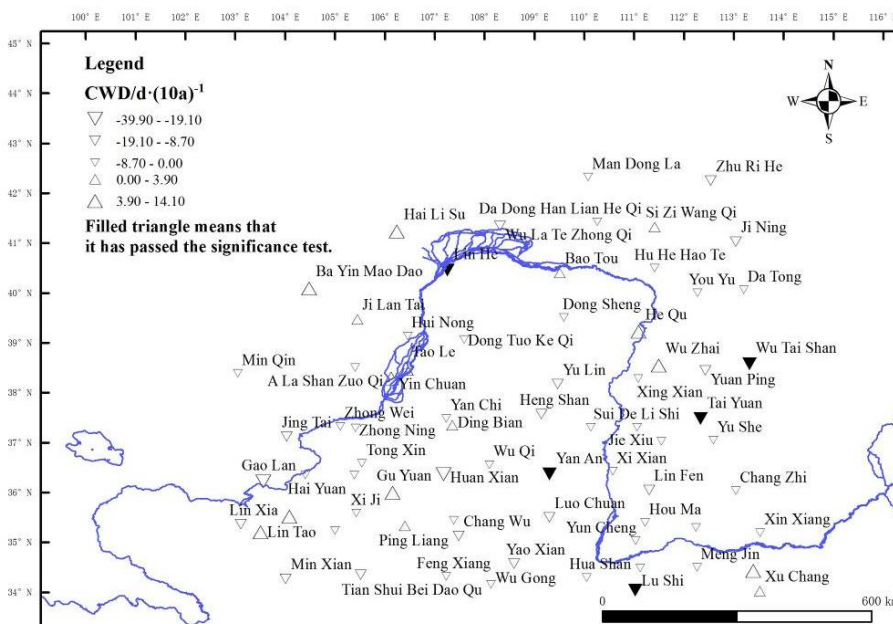 100° E 101° E 102° E 103° E 104° E 105° E 106° E 107° E 108° E 109° E 110° E 111° E 112° E 113° E 114° E 115° E 116° E
45° N
44° N
43° N
42° N
41° N
40° N
39° N
38° N
37° N
36° N
35° N
34° N
Legend
CWD/d·(10a)⁻¹
-39.90 - -19.10
-19.10 - -8.70
-8.70 - 0.00
0.00 - 3.90
3.90 - 14.10
Filled triangle means that
it has passed the significance test.
N
W E
S
Man Dong La
Zhu Ri He
Hai Li Su
Da Dong Han Lian He Qi
Si Zi Wang Qi
Wu La Te Zhong Qi
Ji Ning
Lin He
Bao Tou
Hu He Hao Te
Ba Yin Mao Dao
You Yu
Da Tong
Ji Lan Tai
Dong Sheng
He Qu
Hui Nong
Dong Tuo Ke Qi
Wu Zhai
Wu Tai Shan
Tao Le
Min Qin
A La Shan Zuo Qi
Yin Chuan
Yu Lin
Xing Xian
Yuan Ping
Heng Shan
Tai Yuan
Jing Tai
Zhong Wei
Yan Chi
Sui De
Li Shi
Zhong Ning
Ding Bian
Yu She
Tong Xin
Wu Qi
Jie Xiu
Gao Lan
Gu Yuan
Yan An
Xi Xian
Hai Yuan
Huan Xian
Lin Fen
Chang Zhi
Xi Ji
Lin Xia
Luo Chuan
Hou Ma
Lin Tao
Chang Wu
Yun Cheng
Xin Xiang
Ping Liang
Min Xian
Feng Xiang
Yao Xian
Hua Shan
Meng Jin
Tian Shui Bei Dao Qu
Wu Gong
Lu Shi
Xu Chang
0 600 km